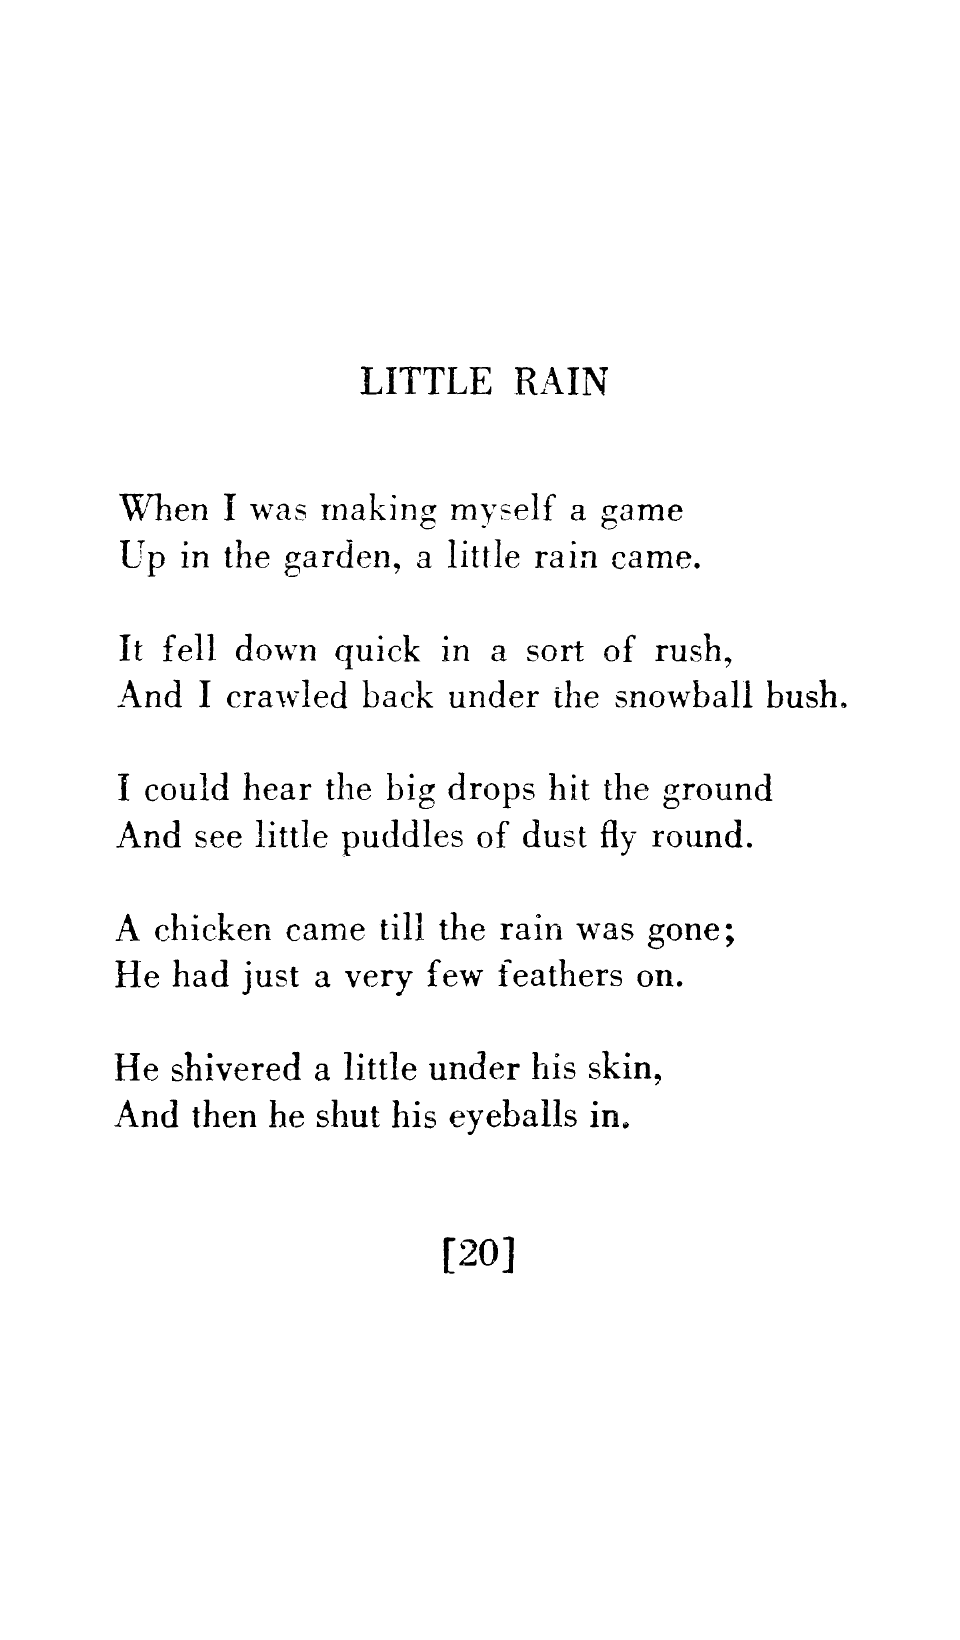 LITTLE RAIN
When I was making myself a game
Up in the garden, a little rain came.
It fell down quick in a sort of rush,
And I crawled back under the snowball bush.
I could hear the big drops hit the ground
And see little puddles of dust fly round.
A chicken came till the rain was gone;
He had just a very few feathers on.
He shivered a little under his skin,
And then he shut his eyeballs in.
[20]